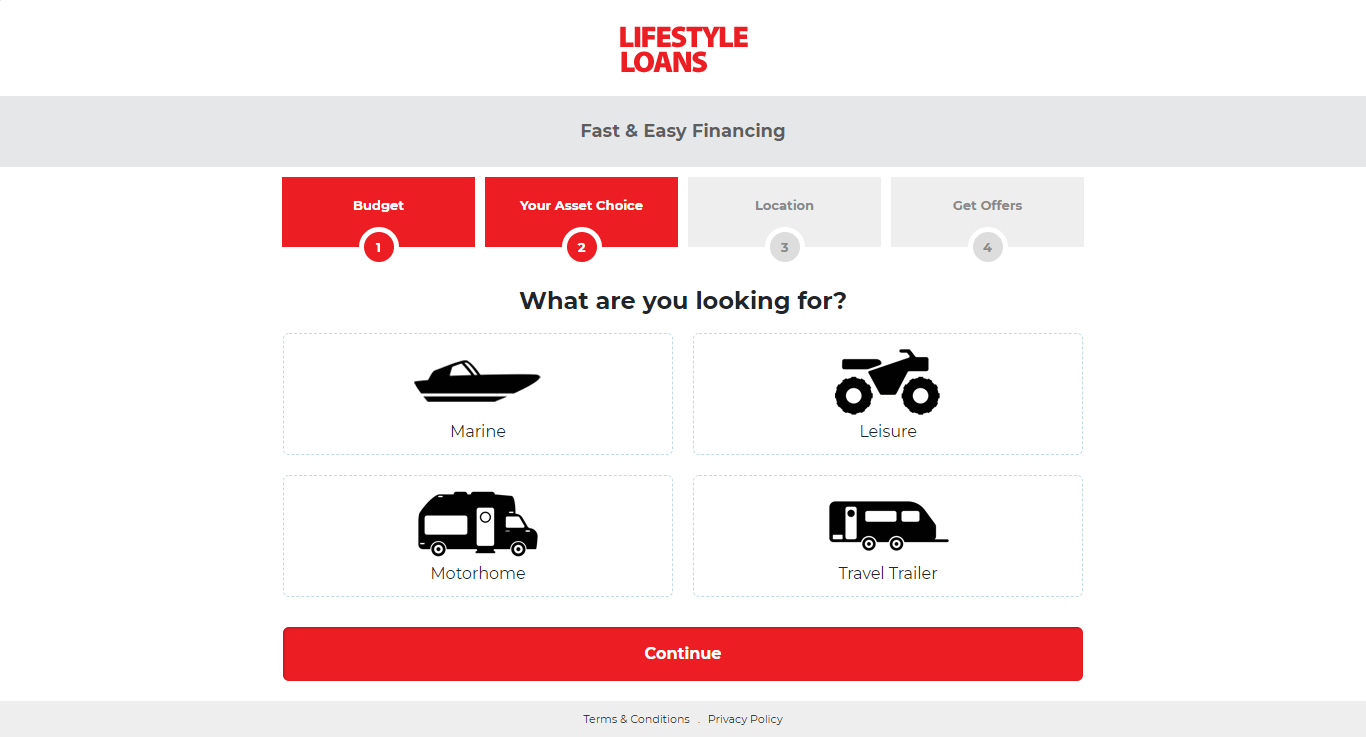 LIFESTYLE
LOANS
Fast & Easy Financing
Budget
1
Your Asset Choice
2
Location
3
Get Offers
4
What are you looking for?
Marine
Leisure
Motorhome
Travel Trailer
Continue
Terms & Conditions . Privacy Policy